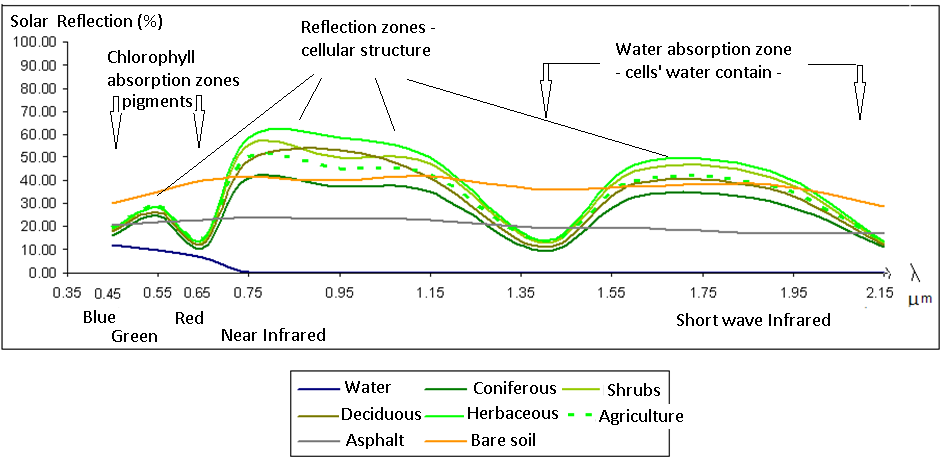 Solar Reflection (%)
100.00
90.00
80.00
70.00
60.00
50.00
40.00
30.00
20.00
10.00
0.00
Chlorophyll
absorption zones
pigments
Reflection zones -
cellular structure
Water absorption zone
- cells' water contain -
0.35 0.45 0.55 0.65 0.75 0.95 1.15 1.35 1.55 1.75 1.95 2.15
λ
μm
Blue
Green
Red
Near Infrared
Short wave Infrared
Water Coniferous Shrubs
Deciduous Herbaceous Agriculture
Asphalt Bare soil